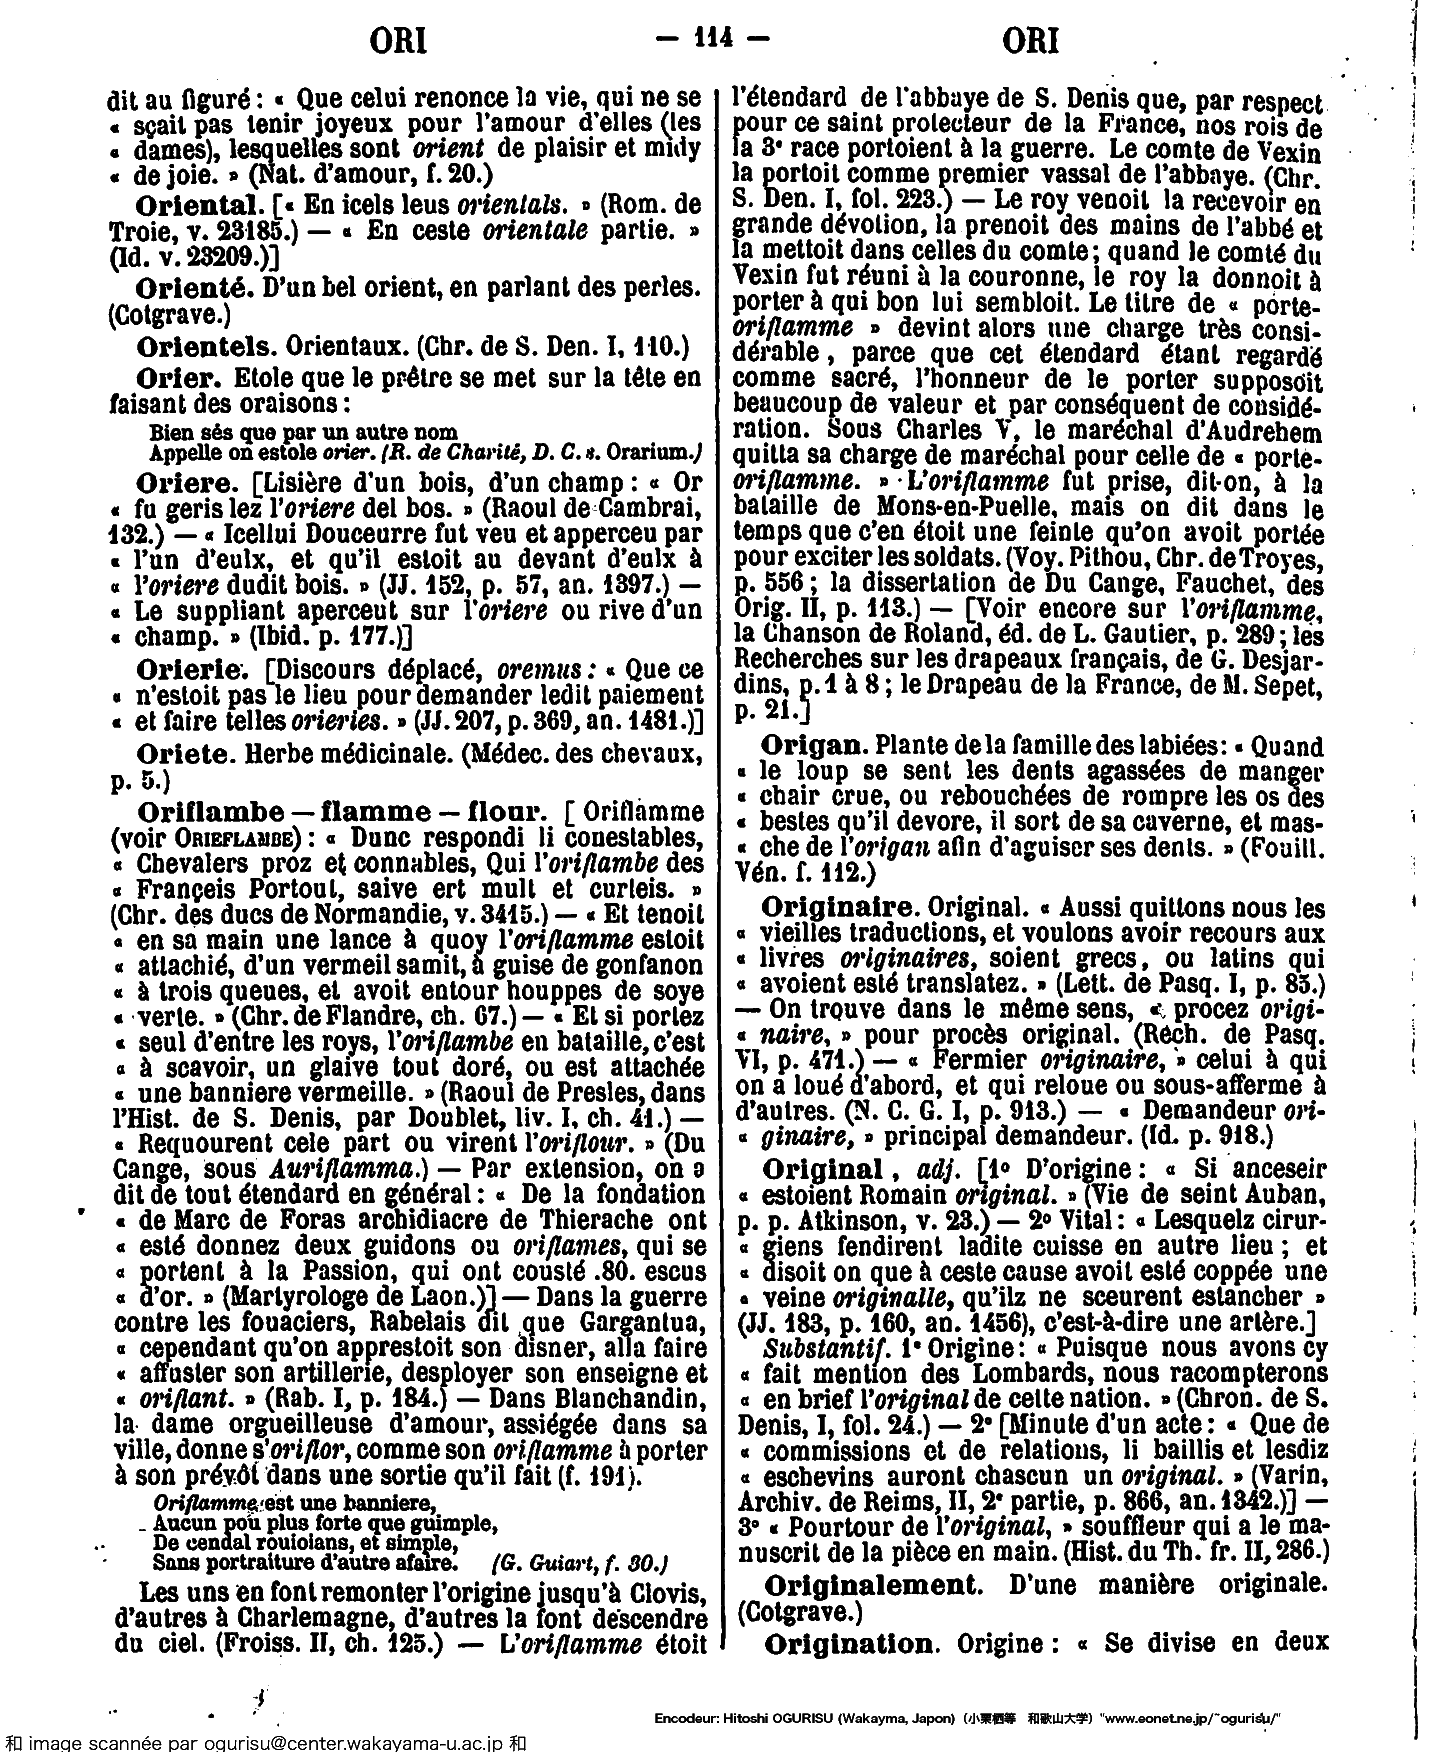 ORI — 114 — ORI
dit au figuré : « Que celui renonce la vie, qui ne se
« sçait pas tenir joyeux pour l'amour d'elles (les
« dames), lesquelles sont orient de plaisir et midy
« de joie. » (Nat. d'amour, f. 20.)
Oriental. [« En icels leus orientals. » (Rom. de
Troie, v. 23185.) — « En ceste orientale partie. »
(Id. v. 23209.)]
Orienté. D'un bel orient, en parlant des perles.
(Cotgrave.)
Orientels. Orientaux. (Chr. de S. Den. I, 110.)
Orier. Etole que le prêtre se met sur la tête en
faisant des oraisons :
Bien sés que par un autre nom
Appelle on estole orier. (R. de Charité, D. C. s. Orarium.)
Oriere. [Lisière d'un bois, d'un champ : « Or
« fu geris lez l'oriere del bos. » (Raoul de Cambrai,
132.) — « Icellui Douceurre fut veu et apperceu par
« l'un d'eulx, et qu'il estoit au devant d'eulx à
« l'oriere dudit bois. » (JJ. 152, p. 57, an. 1397.) —
« Le suppliant aperceut sur l'oriere ou rive d'un
« champ. » (Ibid. p. 177.)]
Orierie. [Discours déplacé, oremus : « Que ce
« n'estoit pas le lieu pour demander ledit paiement
« et faire telles orieries. » (JJ. 207, p. 369, an. 1481.)]
Oriete. Herbe médicinale. (Médec. des chevaux,
p. 5.)
Oriflambe — flamme — flour. [ Oriflamme
(voir ORIEFLAMBE) : « Dunc respondi li conestables,
« Chevalers proz et connables, Qui l'oriflambe des
« Françeis Portout, saive ert mult et curteis. »
(Chr. des ducs de Normandie, v. 3415.) — « Et tenoit
« en sa main une lance à quoy l'oriflamme estoit
« attachié, d'un vermeil samit, à guise de gonfanon
« à trois queues, et avoit entour houppes de soye
« verte. » (Chr. de Flandre, ch. 67.) — « Et si portez
« seul d'entre les roys, l'oriflambe en bataille, c'est
« à scavoir, un glaive tout doré, ou est attachée
« une banniere vermeille. » (Raoul de Presles, dans
l'Hist. de S. Denis, par Doublet, liv. I, ch. 41.) —
« Requourent cele part ou virent l'oriflour. » (Du
Cange, sous Auriflamma.) — Par extension, on a
dit de tout étendard en général : « De la fondation
« de Marc de Foras archidiacre de Thierache ont
« esté donnez deux guidons ou oriflames, qui se
« portent à la Passion, qui ont cousté .80. escus
« d'or. » (Martyrologe de Laon.)] — Dans la guerre
contre les fouaciers, Rabelais dit que Gargantua,
« cependant qu'on apprestoit son disner, alla faire
« affuster son artillerie, desployer son enseigne et
« oriflant. » (Rab. I, p. 184.) — Dans Blanchandin,
la dame orgueilleuse d'amour, assiégée dans sa
ville, donne s'oriflor, comme son oriflamme à porter
à son prévôt dans une sortie qu'il fait (f. 191).
Oriflamme est une banniere,
Aucun pou plus forte que guimple,
De cendal rouioians, et simple,
Sans portraiture d'autre afaire. (G. Guiart, f. 30.)
Les uns en font remonter l'origine jusqu'à Clovis,
d'autres à Charlemagne, d'autres la font descendre
du ciel. (Froiss. II, ch. 125.) — L'oriflamme étoit
l'étendard de l'abbaye de S. Denis que, par respect
pour ce saint protecteur de la France, nos rois de
la 3e race portoient à la guerre. Le comte de Vexin
la portoit comme premier vassal de l'abbaye. (Chr.
S. Den. I, fol. 223.) — Le roy venoit la recevoir en
grande dévotion, la prenoit des mains de l'abbé et
la mettoit dans celles du comte ; quand le comté du
Vexin fut réuni à la couronne, le roy la donnoit à
porter à qui bon lui sembloit. Le titre de « porte-
oriflamme » devint alors une charge très consi-
dérable, parce que cet étendard étant regardé
comme sacré, l'honneur de le porter supposoit
beaucoup de valeur et par conséquent de considé-
ration. Sous Charles V, le maréchal d'Audrehem
quitta sa charge de maréchal pour celle de « porte-
oriflamme. » L'oriflamme fut prise, dit-on, à la
bataille de Mons-en-Puelle, mais on dit dans le
temps que c'en étoit une feinte qu'on avoit portée
pour exciter les soldats. (Voy. Pithou, Chr. de Troyes,
p. 556 ; la dissertation de Du Cange, Fauchet, des
Orig. II, p. 113.) — [Voir encore sur l'oriflamme,
la Chanson de Roland, éd. de L. Gautier, p. 289 ; les
Recherches sur les drapeaux français, de G. Desjar-
dins, p. 1 à 8 ; le Drapeau de la France, de M. Sepet,
p. 21.]
Origan. Plante de la famille des labiées : « Quand
« le loup se sent les dents agassées de manger
« chair crue, ou rebouchées de rompre les os des
« bestes qu'il devore, il sort de sa caverne, et mas-
« che de l'origan afin d'aguiser ses dents. » (Fouill.
Vén. f. 112.)
Originaire. Original. « Aussi quittons nous les
« vieilles traductions, et voulons avoir recours aux
« livres originaires, soient grecs, ou latins qui
« avoient esté translatez. » (Lett. de Pasq. I, p. 83.)
— On trouve dans le même sens, « procez origi-
« naire, » pour procès original. (Rech. de Pasq.
VI, p. 471.) — « Fermier originaire, » celui à qui
on a loué d'abord, et qui reloue ou sous-afferme à
d'autres. (N. C. G. I, p. 913.) — « Demandeur ori-
« ginaire, » principal demandeur. (Id. p. 918.)
Original, adj. [1º D'origine : « Si anceseir
« estoient Romain original. » (Vie de seint Auban,
p. p. Atkinson, v. 23.) — 2º Vital : « Lesquelz cirur-
« giens fendirent ladite cuisse en autre lieu ; et
« disoit on que à ceste cause avoit esté coppée une
« veine originalle, qu'ilz ne sceurent estancher »
(JJ. 183, p. 160, an. 1456), c'est-à-dire une artère.]
Substantif. 1º Origine : « Puisque nous avons cy
« fait mention des Lombards, nous racompterons
« en brief l'original de cette nation. » (Chron. de S.
Denis, I, fol. 24.) — 2º [Minute d'un acte : « Que de
« commissions et de relations, li baillis et lesdiz
« eschevins auront chascun un original. » (Varin,
Archiv. de Reims, II, 2e partie, p. 866, an. 1342.)] —
3º « Pourtour de l'original, » souffleur qui a le ma-
nuscrit de la pièce en main. (Hist. du Th. fr. II, 286.)
Originalement. D'une manière originale.
(Cotgrave.)
Origination. Origine : « Se divise en deux
Encodeur: Hitoshi OGURISU (Wakayma, Japon) (小栗栖等 和歌山大学) "www.eonet.ne.jp/~ogurisu/"
和 image scannée par ogurisu@center.wakayama-u.ac.jp 和